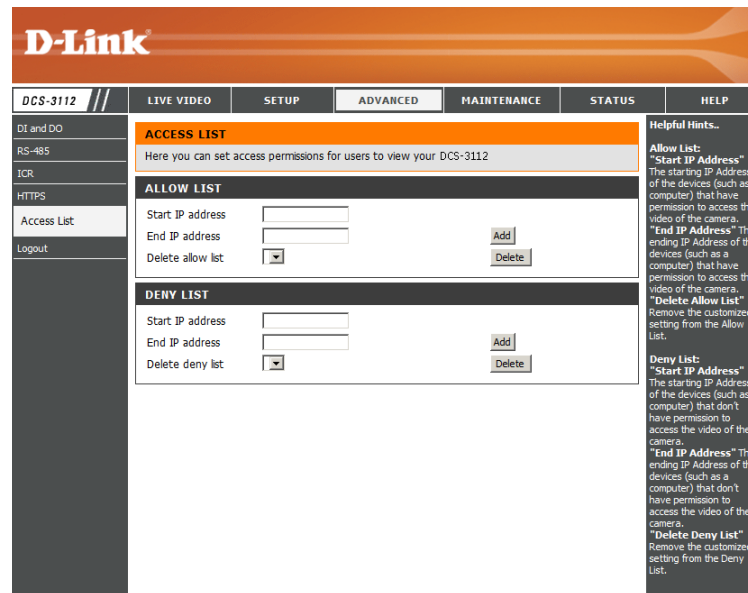 D-Link
DCS-3112 // LIVE VIDEO SETUP ADVANCED MAINTENANCE STATUS HELP
DI and DO
RS-485
ICR
HTTPS
Access List
Logout
ACCESS LIST
Here you can set access permissions for users to view your DCS-3112
ALLOW LIST
Start IP address
End IP address Add
Delete allow list Delete
DENY LIST
Start IP address
End IP address Add
Delete deny list Delete
Helpful Hints..
Allow List:
"Start IP Address"
The starting IP Address
of the devices (such as
computer) that have
permission to access
video of the camera.
"End IP Address"
ending IP Address of
devices (such as a
computer) that have
permission to access
video of the camera.
"Delete Allow List"
Remove the customized
setting from the Allow
List.
Deny List:
"Start IP Address"
The starting IP Address
of the devices (such as
computer) that don't
have permission to
access the video of the
camera.
"End IP Address"
ending IP Address of
devices (such as a
computer) that don't
have permission to
access the video of the
camera.
"Delete Deny List"
Remove the customized
setting from the Deny
List.